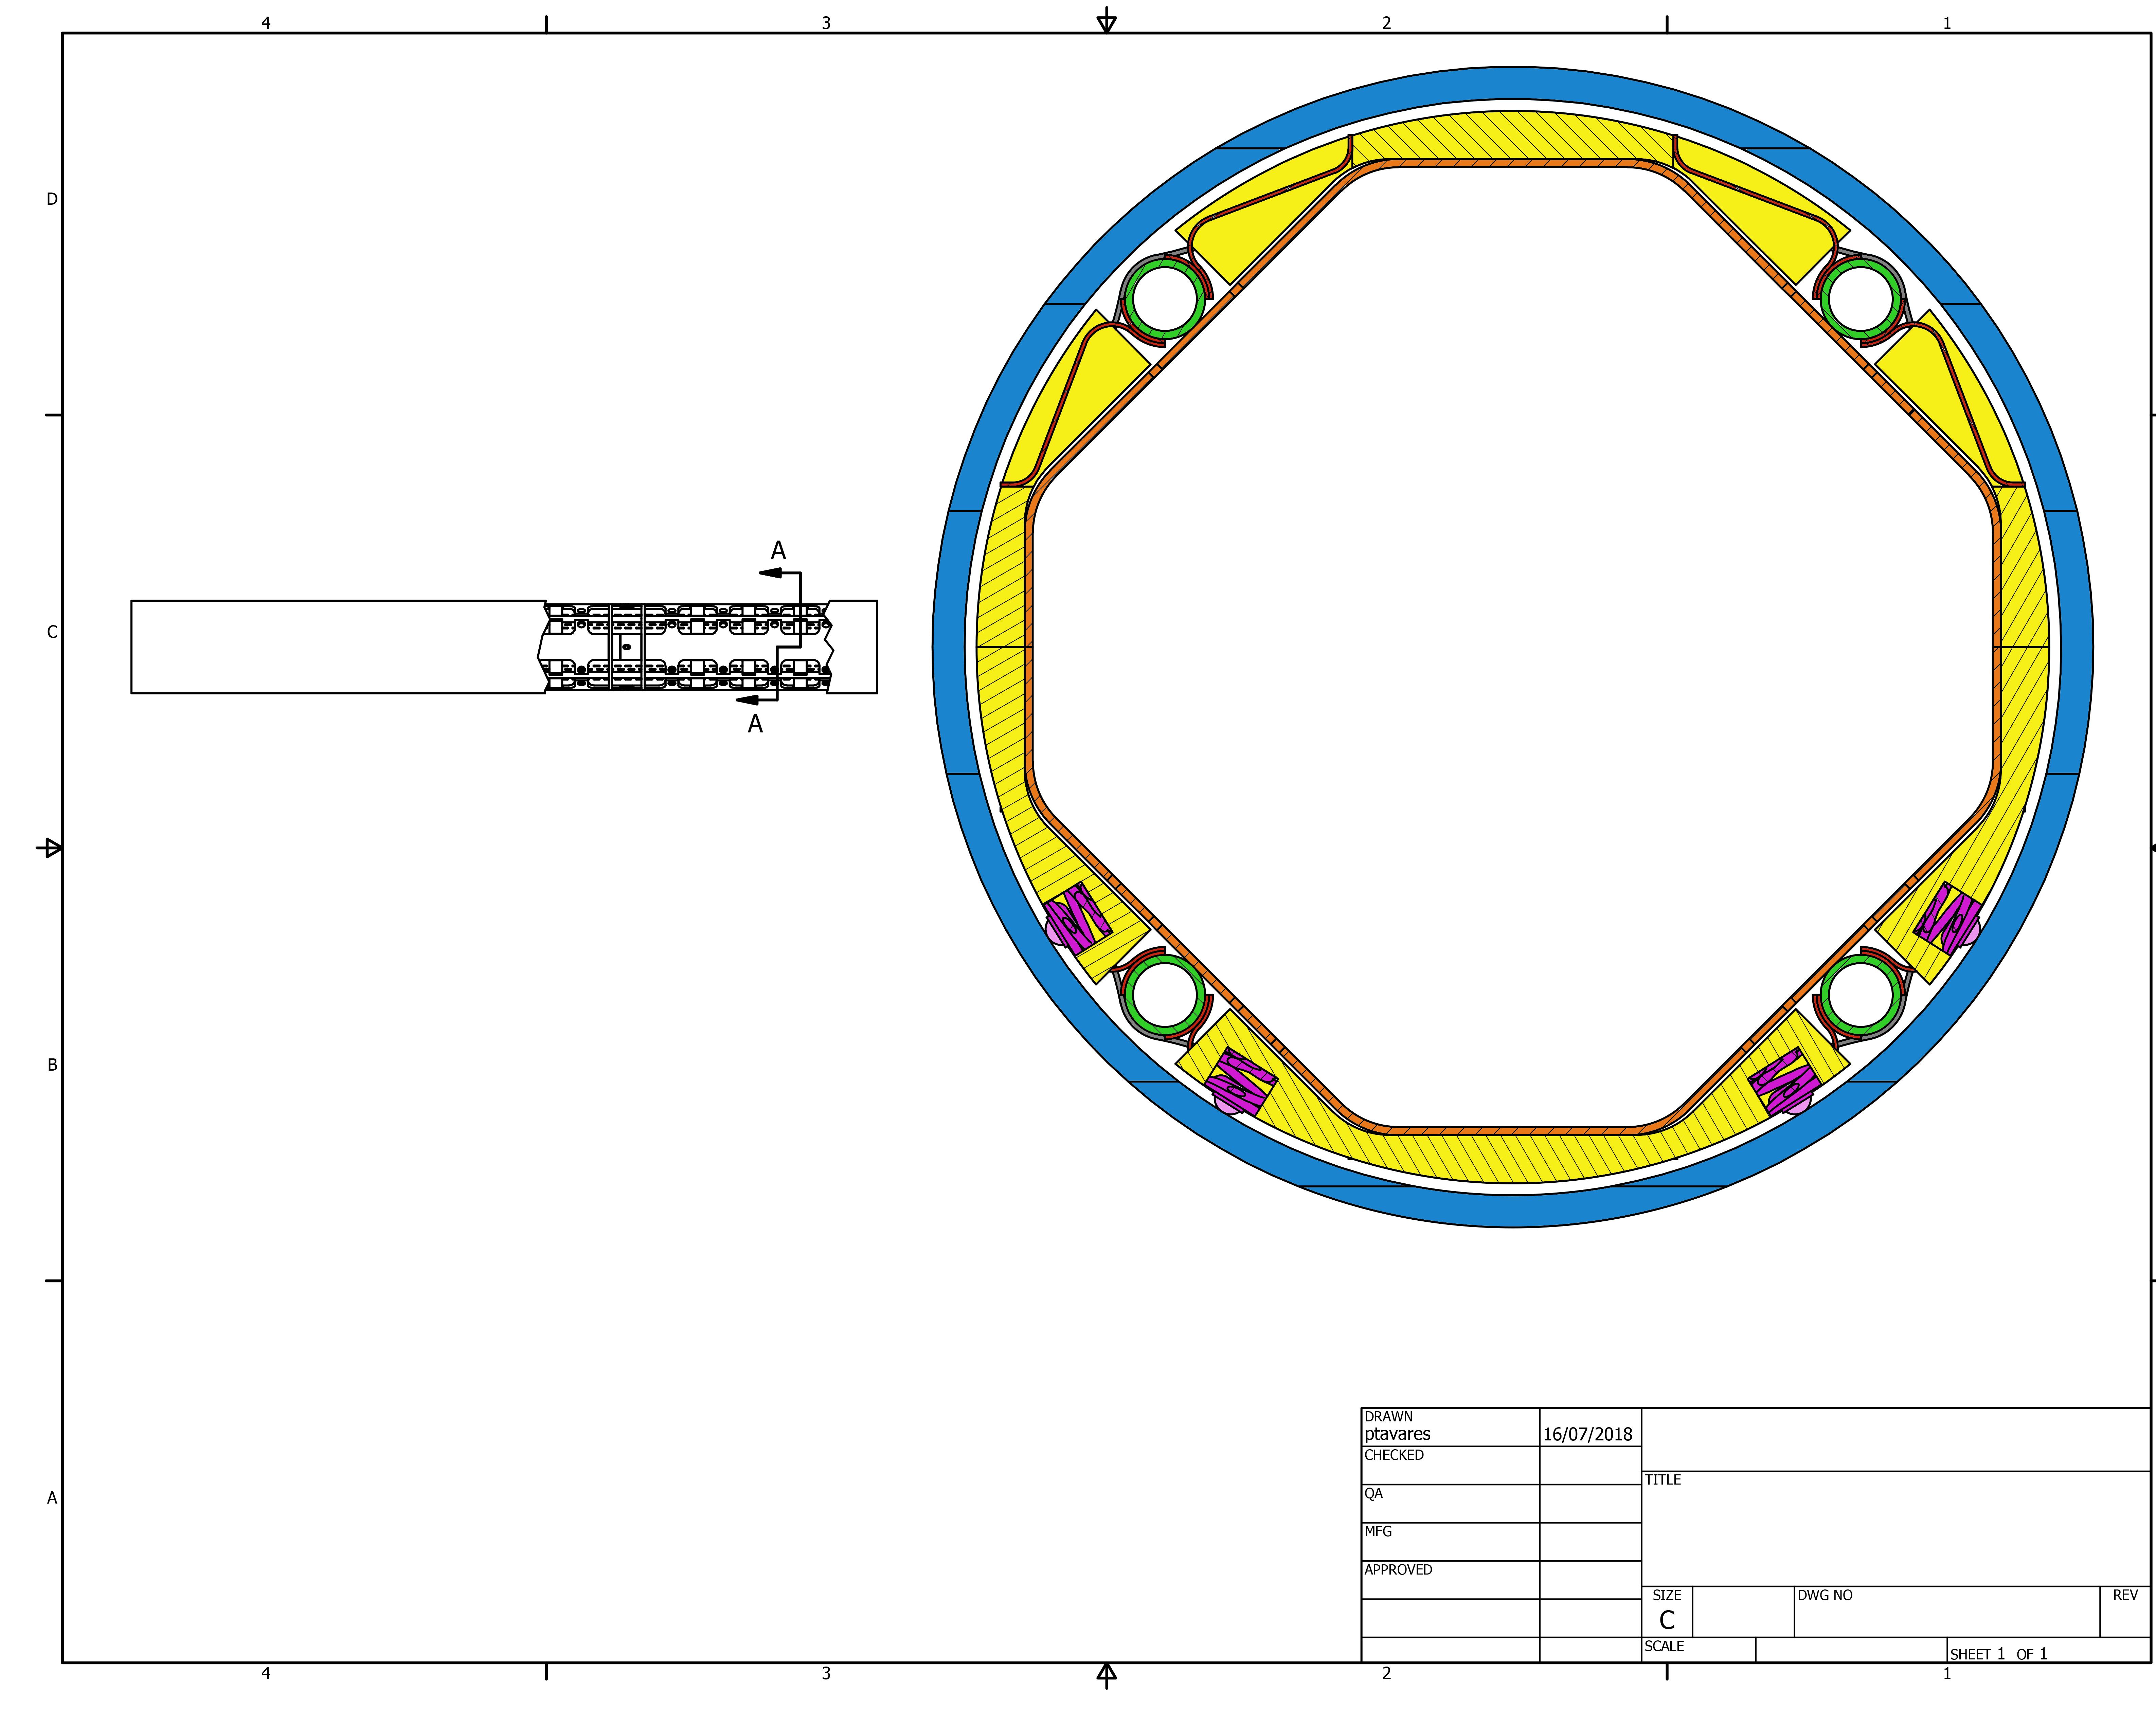 4 3 2 1
D
A
C
A
B
DRAWN
ptavares 16/07/2018
CHECKED
TITLE
QA
MFG
A
APPROVED
SIZE DWG NO REV
C
SCALE
SHEET 1 OF 1
4 3 2 1